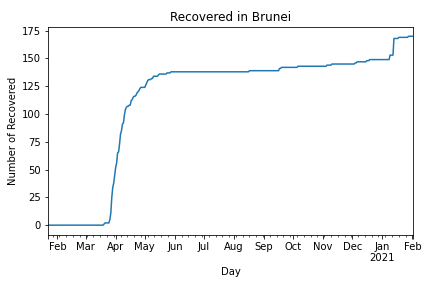 Recovered in Brunei
Number of Recovered
175
150
125
100
75
50
25
0
Feb Mar Apr May Jun Jul Aug Sep Oct Nov Dec Jan Feb
2021
Day